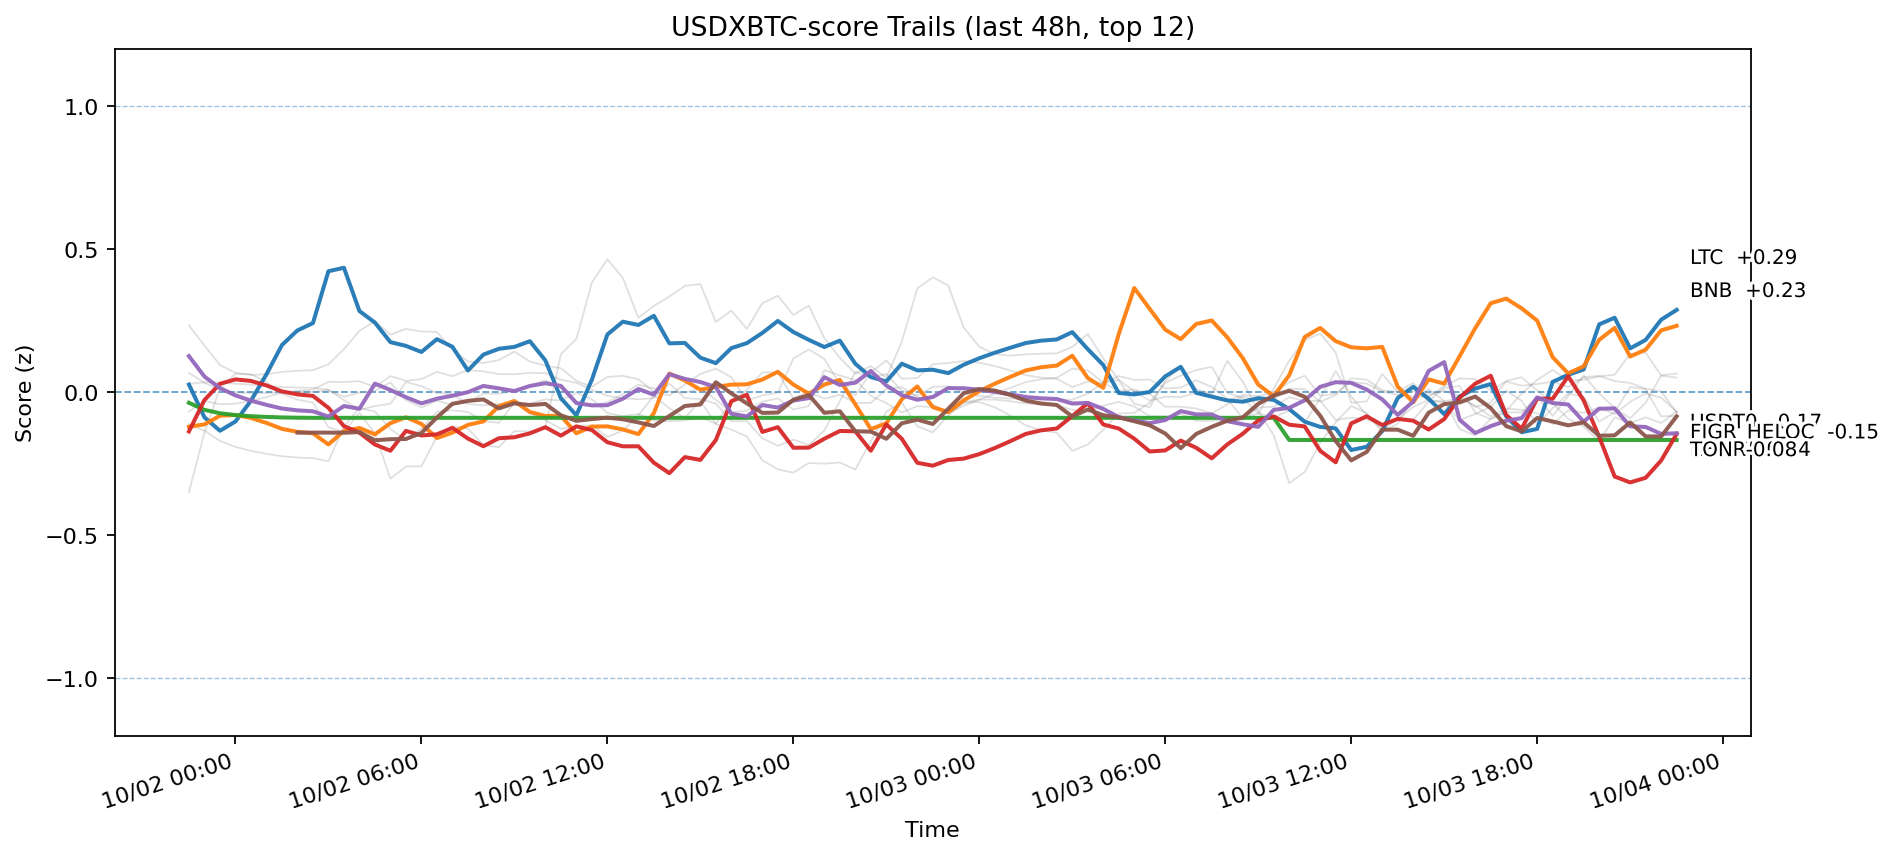 USDXBTC-score Trails (last 48h, top 12)
Score (z)
1.0
0.5
0.0
−0.5
−1.0
LTC +0.29
BNB +0.23
USDT0 -0.17
FIGR_HELOC -0.15
10/02 00:00
10/02 06:00
10/02 12:00
10/02 18:00
10/03 00:00
10/03 06:00
10/03 12:00
10/03 18:00
10/04 00:00
Time